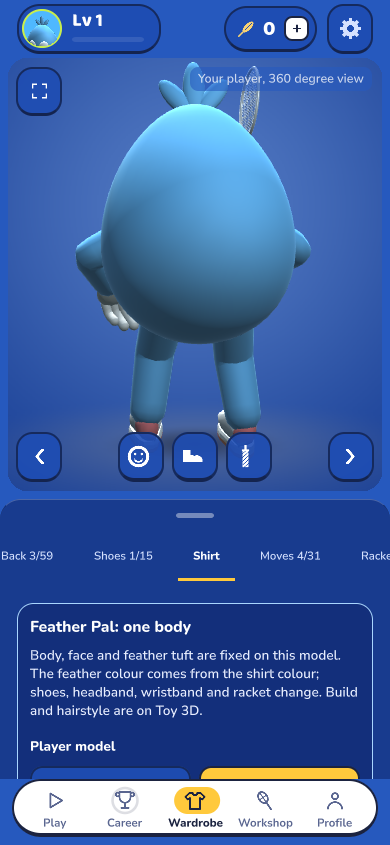 Lv 1
0
Your player, 360 degree view
Back 3/59
Shoes 1/15
Shirt
Moves 4/31
Feather Pal: one body
Body, face and feather tuft are fixed on this model.
The feather colour comes from the shirt colour;
shoes, headband, wristband and racket change. Build
and hairstyle are on Toy 3D.
Player model
Play
Career
Wardrobe
Workshop
Profile